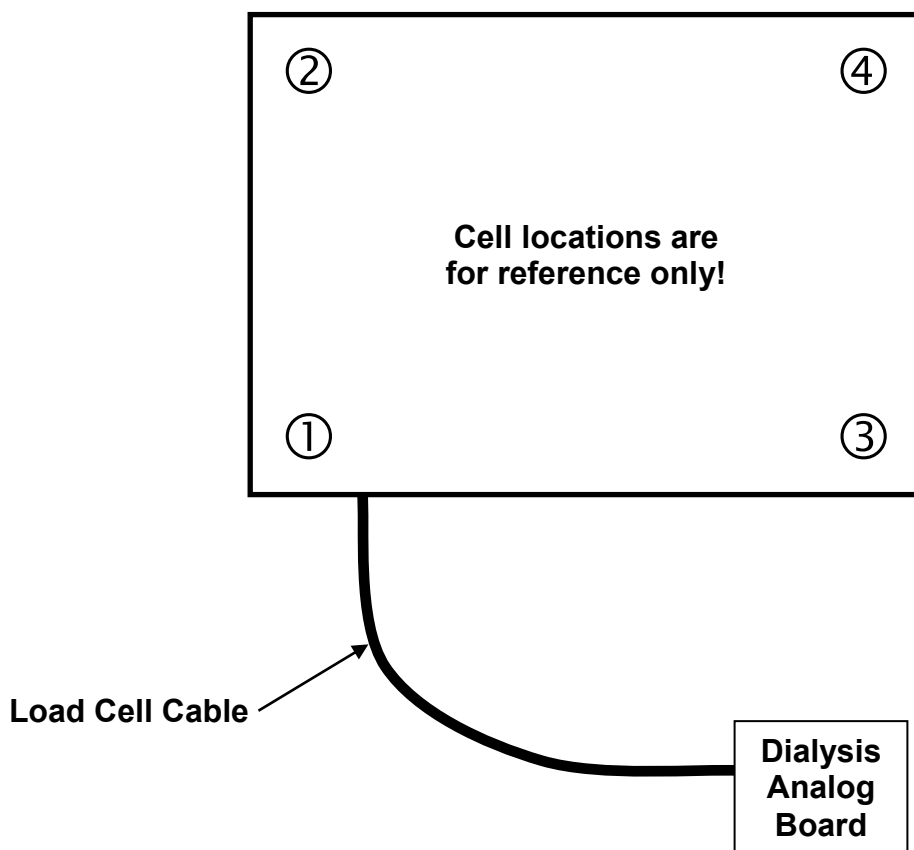 ② ④
Cell locations are
for reference only!
① ③
Load Cell Cable
Dialysis
Analog
Board